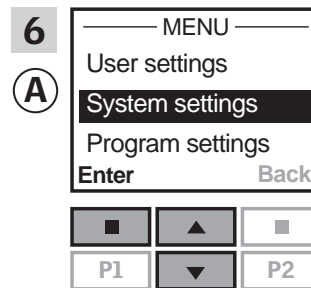 6
A
MENU
User settings
System settings
Program settings
Enter Back
P1 P2